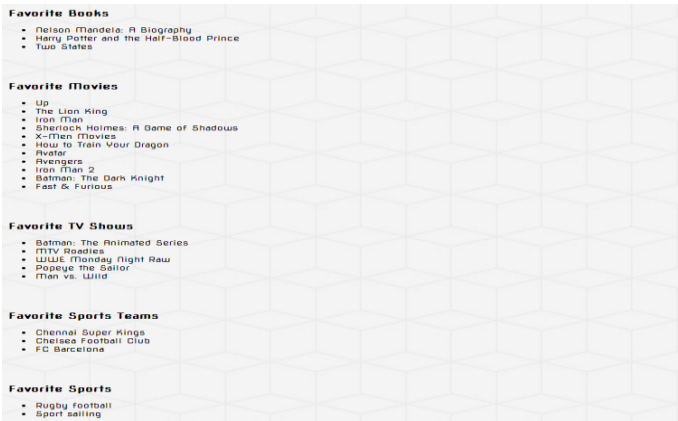 Favorite Books
• Nelson Mandela: A Biography
• Harry Potter and the Half-Blood Prince
• Two States
Favorite Movies
• Up
• The Lion King
• Iron Man
• Sherlock Holmes: A Game of Shadows
• X-Men Movies
• How to Train Your Dragon
• Avatar
• Avengers
• Iron Man 2
• Batman: The Dark Knight
• Fast & Furious
Favorite TV Shows
• Batman: The Animated Series
• MTV Roadies
• WWE Monday Night Raw
• Popeye the Sailor
• Man vs. Wild
Favorite Sports Teams
• Chennai Super Kings
• Chelsea Football Club
• FC Barcelona
Favorite Sports
• Rugby football
• Sport sailing